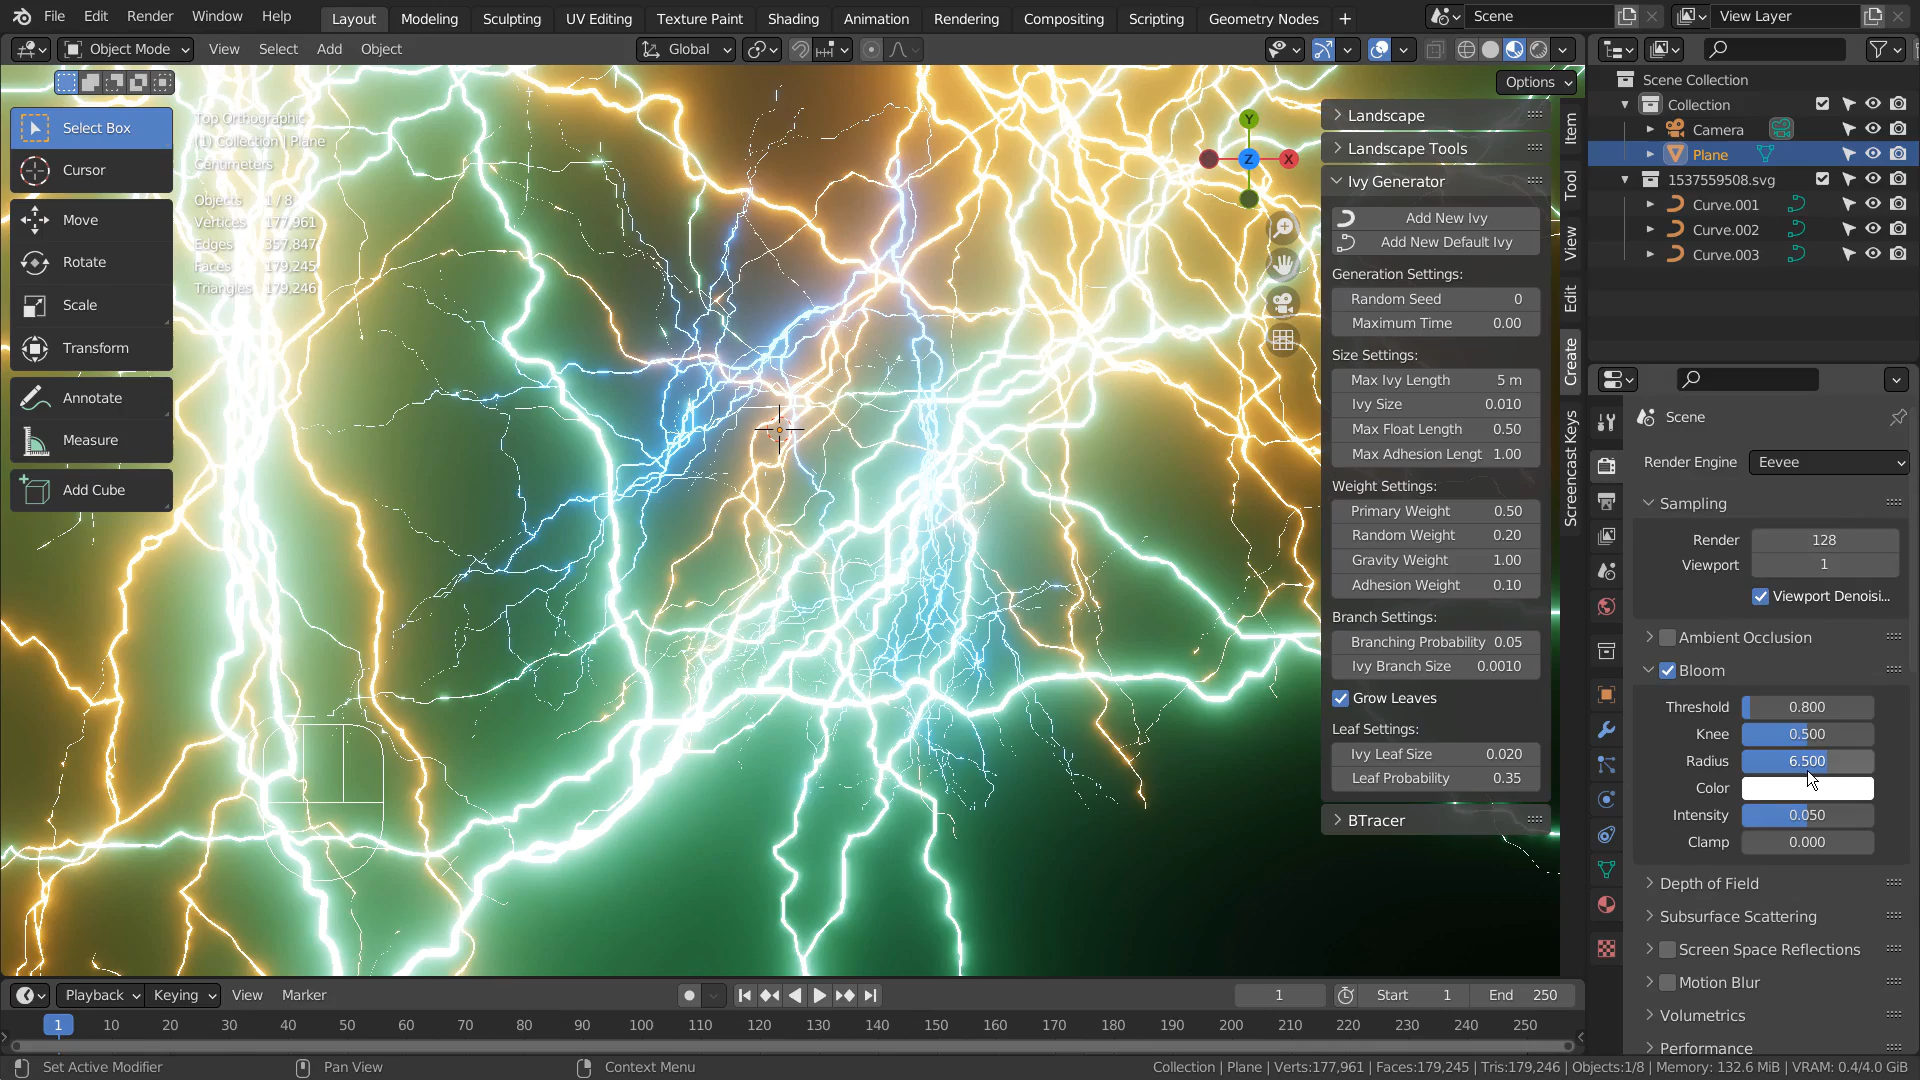 File Edit Render Window Help Layout Modeling Sculpting UV Editing Texture Paint Shading Animation Rendering Compositing Scripting Geometry Nodes + Scene View Layer
Object Mode View Select Add Object Global
Options
Select Box
Cursor
Move
Rotate
Scale
Transform
Annotate
Measure
Add Cube
Top Orthographic
(1) Collection | Plane
Centimeters
Objects 1 / 8
Vertices 177,961
Edges 357,847
Faces 179,245
Triangles 179,246
Y
Z
X
Landscape
Landscape Tools
Ivy Generator
Add New Ivy
Add New Default Ivy
Generation Settings:
Random Seed 0
Maximum Time 0.00
Size Settings:
Max Ivy Length 5 m
Ivy Size 0.010
Max Float Length 0.50
Max Adhesion Lengt 1.00
Weight Settings:
Primary Weight 0.50
Random Weight 0.20
Gravity Weight 1.00
Adhesion Weight 0.10
Branch Settings:
Branching Probability 0.05
Ivy Branch Size 0.0010
Grow Leaves
Leaf Settings:
Ivy Leaf Size 0.020
Leaf Probability 0.35
BTracer
Item
Tool
View
Edit
Create
Screencast Keys
Scene Collection
Collection
Camera
Plane
1537559508.svg
Curve.001
Curve.002
Curve.003
Scene
Render Engine Eevee
Sampling
Render 128
Viewport 1
Viewport Denoisi...
Ambient Occlusion
Bloom
Threshold 0.800
Knee 0.500
Radius 6.500
Color
Intensity 0.050
Clamp 0.000
Depth of Field
Subsurface Scattering
Screen Space Reflections
Motion Blur
Volumetrics
Performance
Playback Keying View Marker 1 Start 1 End 250
1 10 20 30 40 50 60 70 80 90 100 110 120 130 140 150 160 170 180 190 200 210 220 230 240 250
Set Active Modifier Pan View Context Menu Collection | Plane | Verts:177,961 | Faces:179,245 | Tris:179,246 | Objects:1/8 | Memory: 132.6 MiB | VRAM: 0.4/4.0 GiB